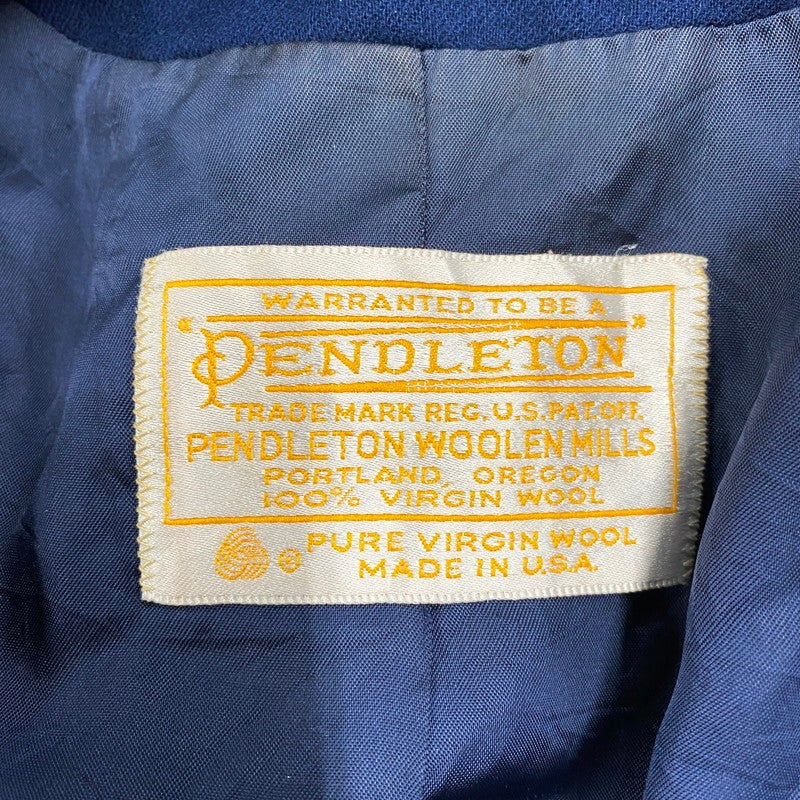 WARRANTED TO BE A
"PENDLETON"
TRADE MARK REG. U.S. PAT. OFF.
PENDLETON WOOLEN MILLS
PORTLAND, OREGON
100% VIRGIN WOOL
® PURE VIRGIN WOOL
MADE IN U.S.A.